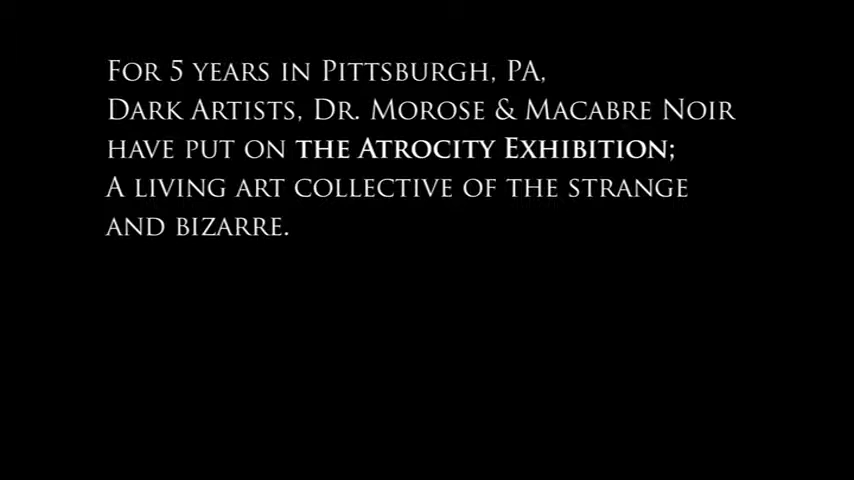 For 5 years in Pittsburgh, PA,
Dark Artists, Dr. Morose & Macabre Noir
have put on the Atrocity Exhibition;
A living art collective of the strange
and bizarre.